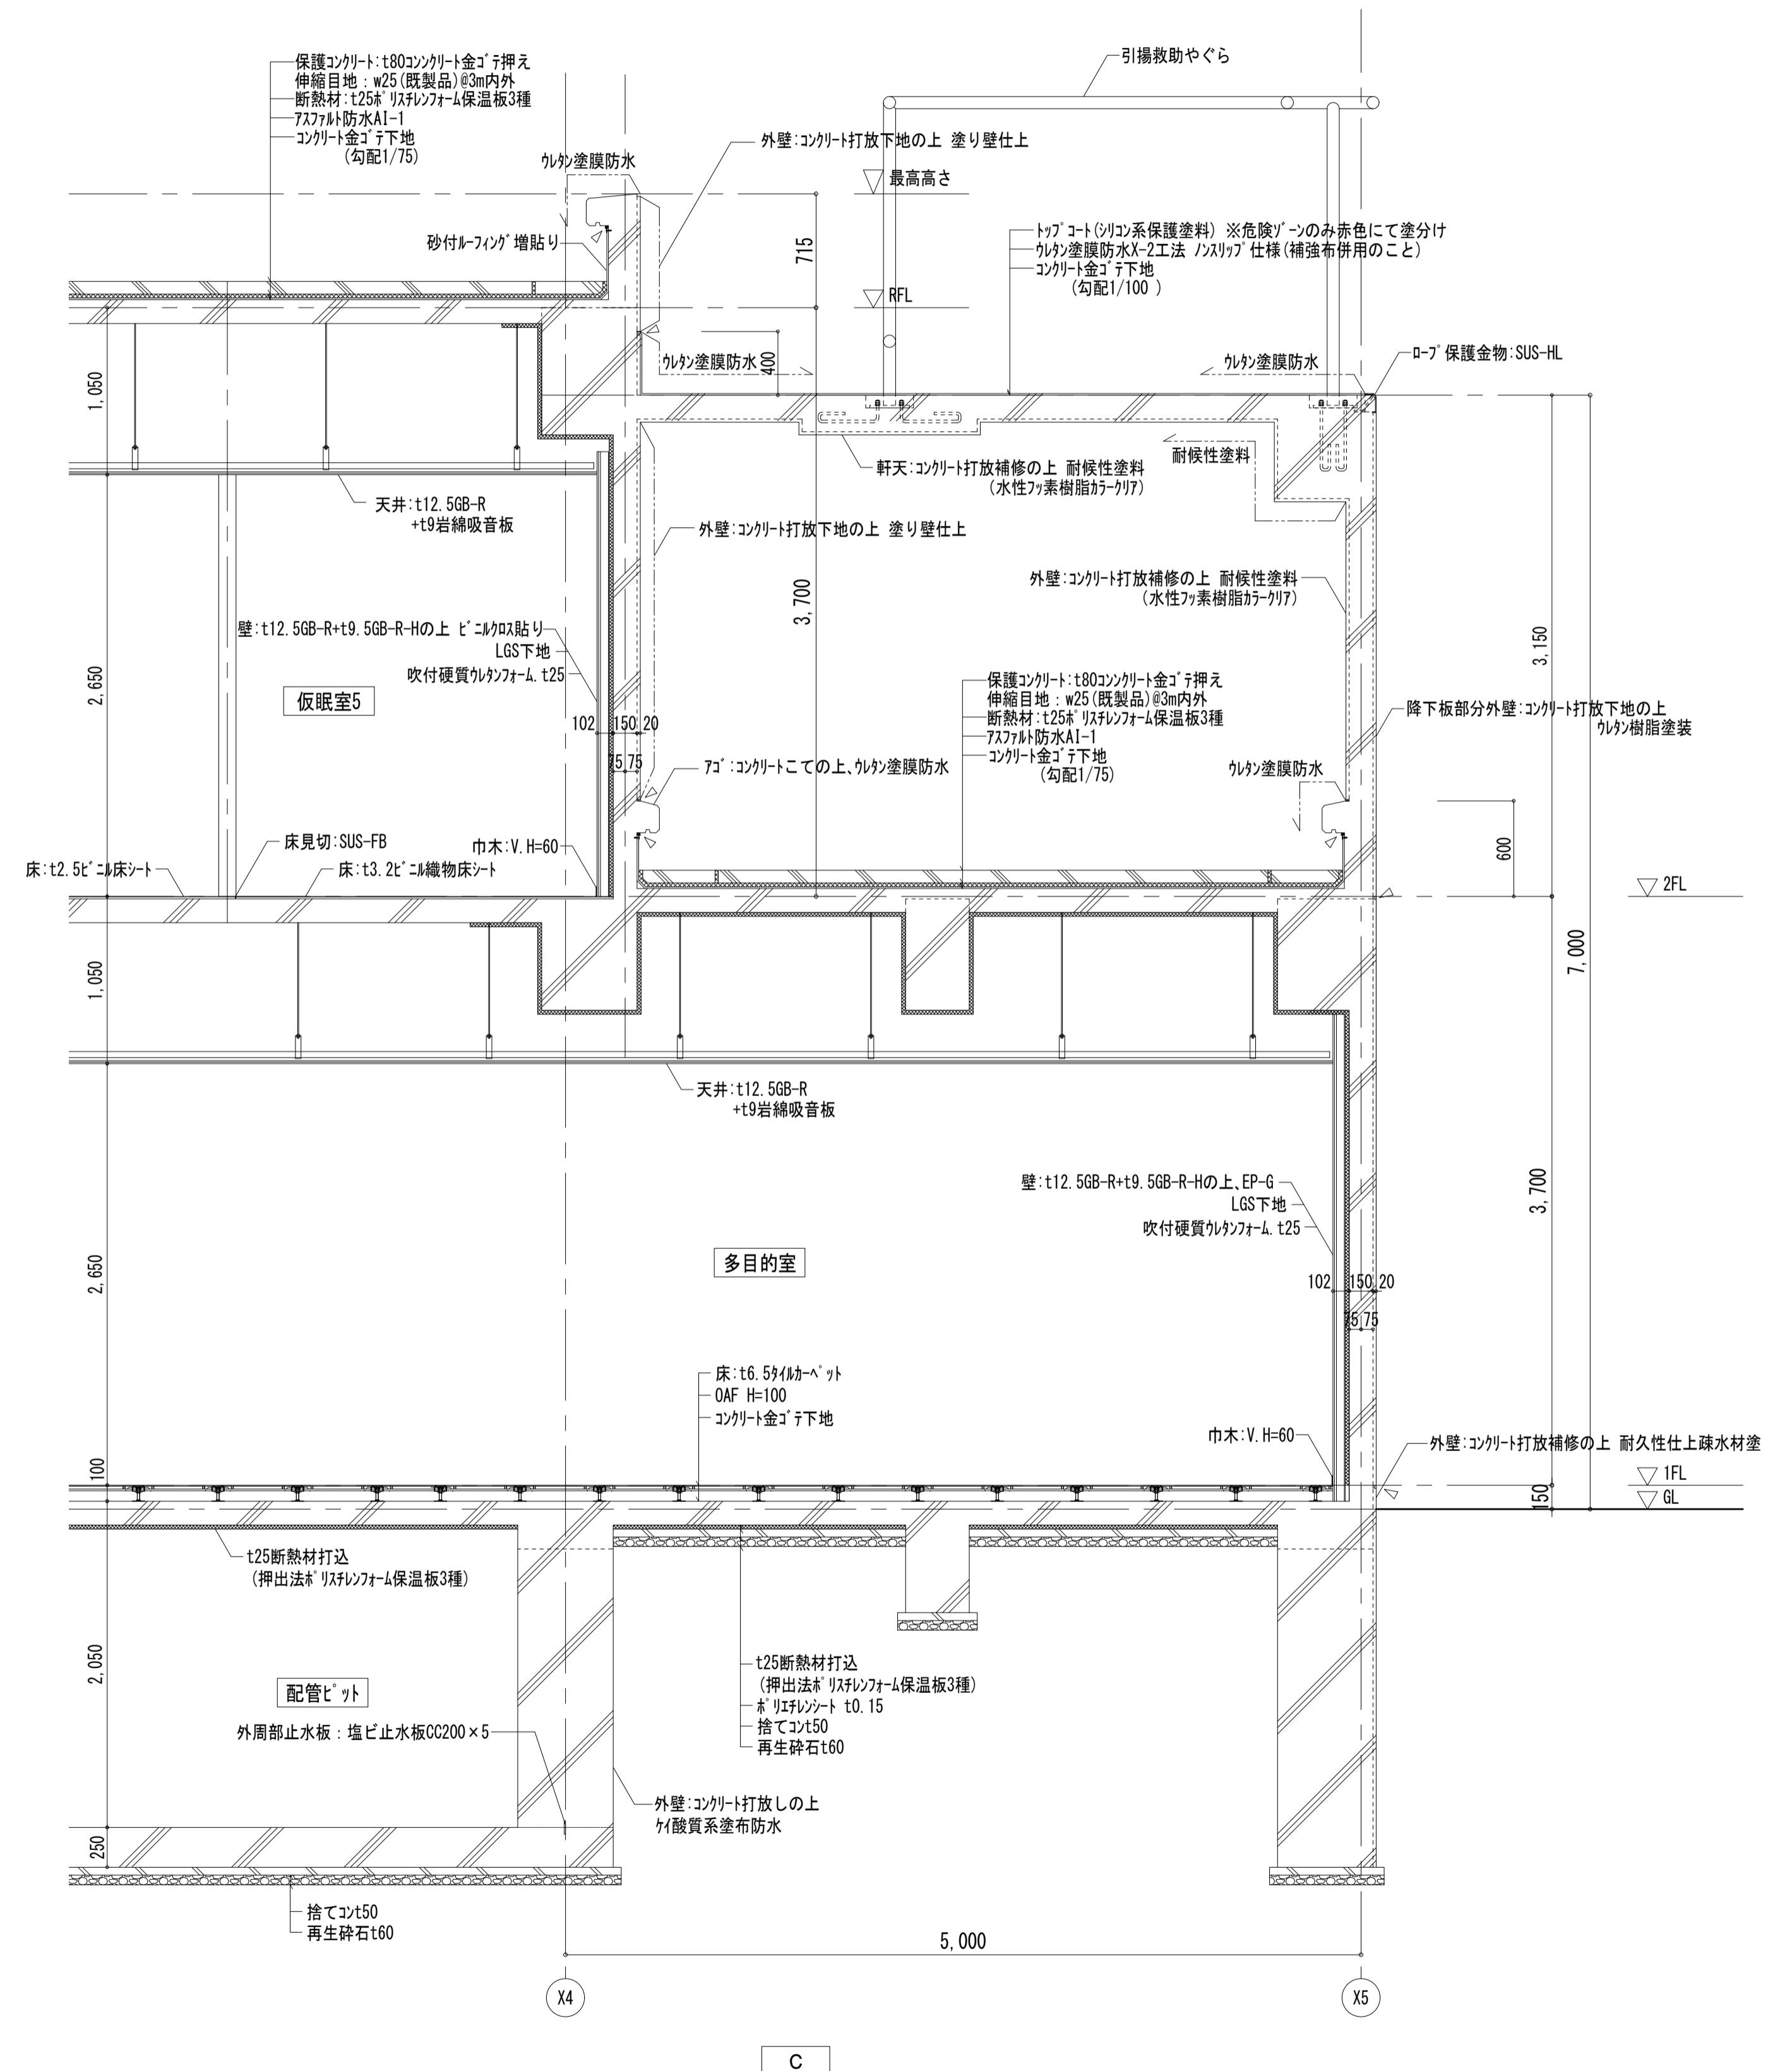 保護ｺﾝｸﾘｰﾄ:t80ｺﾝﾝｸﾘｰﾄ金ｺﾞﾃ押え
伸縮目地：w25(既製品)@3m内外
断熱材:t25ﾎﾟﾘｽﾁﾚﾝﾌｫｰﾑ保温板3種
ｱｽﾌｧﾙﾄ防水AI-1
ｺﾝｸﾘｰﾄ金ｺﾞﾃ下地
(勾配1/75)
引揚救助やぐら
外壁:ｺﾝｸﾘｰﾄ打放下地の上 塗り壁仕上
ｳﾚﾀﾝ塗膜防水
最高高さ
砂付ﾙｰﾌｨﾝｸﾞ増貼り
715
ﾄｯﾌﾟｺｰﾄ(ｼﾘｺﾝ系保護塗料) ※危険ｿﾞｰﾝのみ赤色にて塗分け
ｳﾚﾀﾝ塗膜防水X-2工法 ﾉﾝｽﾘｯﾌﾟ仕様(補強布併用のこと)
ｺﾝｸﾘｰﾄ金ｺﾞﾃ下地
(勾配1/100 )
RFL
ｳﾚﾀﾝ塗膜防水
400
ｳﾚﾀﾝ塗膜防水
ﾛｰﾌﾟ保護金物:SUS-HL
1,050
耐候性塗料
軒天:ｺﾝｸﾘｰﾄ打放補修の上 耐候性塗料
(水性ﾌｯ素樹脂ｶﾗｰｸﾘｱ)
天井:t12.5GB-R
+t9岩綿吸音板
外壁:ｺﾝｸﾘｰﾄ打放下地の上 塗り壁仕上
外壁:ｺﾝｸﾘｰﾄ打放補修の上 耐候性塗料
(水性ﾌｯ素樹脂ｶﾗｰｸﾘｱ)
3,700
3,150
壁:t12.5GB-R+t9.5GB-R-Hの上 ﾋﾞﾆﾙｸﾛｽ貼り
LGS下地
吹付硬質ｳﾚﾀﾝﾌｫｰﾑ.t25
2,650
仮眠室5
102 150 20
75 75
保護ｺﾝｸﾘｰﾄ:t80ｺﾝﾝｸﾘｰﾄ金ｺﾞﾃ押え
伸縮目地：w25(既製品)@3m内外
断熱材:t25ﾎﾟﾘｽﾁﾚﾝﾌｫｰﾑ保温板3種
ｱｽﾌｧﾙﾄ防水AI-1
ｺﾝｸﾘｰﾄ金ｺﾞﾃ下地
(勾配1/75)
降下板部分外壁:ｺﾝｸﾘｰﾄ打放下地の上
ｳﾚﾀﾝ樹脂塗装
ｱｺﾞ:ｺﾝｸﾘｰﾄこての上､ｳﾚﾀﾝ塗膜防水
ｳﾚﾀﾝ塗膜防水
600
床見切:SUS-FB
巾木:V.H=60
床:t2.5ﾋﾞﾆﾙ床ｼｰﾄ
床:t3.2ﾋﾞﾆﾙ織物床ｼｰﾄ
2FL
1,050
7,000
天井:t12.5GB-R
+t9岩綿吸音板
壁:t12.5GB-R+t9.5GB-R-Hの上､EP-G
LGS下地
吹付硬質ｳﾚﾀﾝﾌｫｰﾑ.t25
3,700
2,650
多目的室
102 150 20
75 75
床:t6.5ﾀｲﾙｶｰﾍﾟｯﾄ
OAF H=100
ｺﾝｸﾘｰﾄ金ｺﾞﾃ下地
巾木:V.H=60
外壁:ｺﾝｸﾘｰﾄ打放補修の上 耐久性仕上疎水材塗
100
1FL
150
GL
t25断熱材打込
(押出法ﾎﾟﾘｽﾁﾚﾝﾌｫｰﾑ保温板3種)
2,050
t25断熱材打込
(押出法ﾎﾟﾘｽﾁﾚﾝﾌｫｰﾑ保温板3種)
ﾎﾟﾘｴﾁﾚﾝｼｰﾄ t0.15
捨てｺﾝt50
再生砕石t60
配管ﾋﾟｯﾄ
外周部止水板：塩ビ止水板CC200×5
外壁:ｺﾝｸﾘｰﾄ打放しの上
ｹｲ酸質系塗布防水
250
捨てｺﾝt50
再生砕石t60
5,000
X4
X5
C